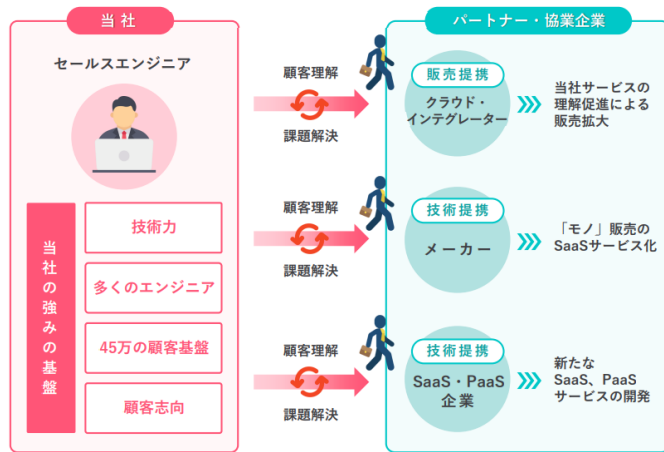 当社
セールスエンジニア
当社の強みの基盤
技術力
多くのエンジニア
45万の顧客基盤
顧客志向
顧客理解
課題解決
顧客理解
課題解決
顧客理解
課題解決
パートナー・協業企業
販売提携
クラウド・
インテグレーター
当社サービスの
理解促進による
販売拡大
技術提携
メーカー
「モノ」販売の
SaaSサービス化
技術提携
SaaS・PaaS
企業
新たな
SaaS、PaaS
サービスの開発